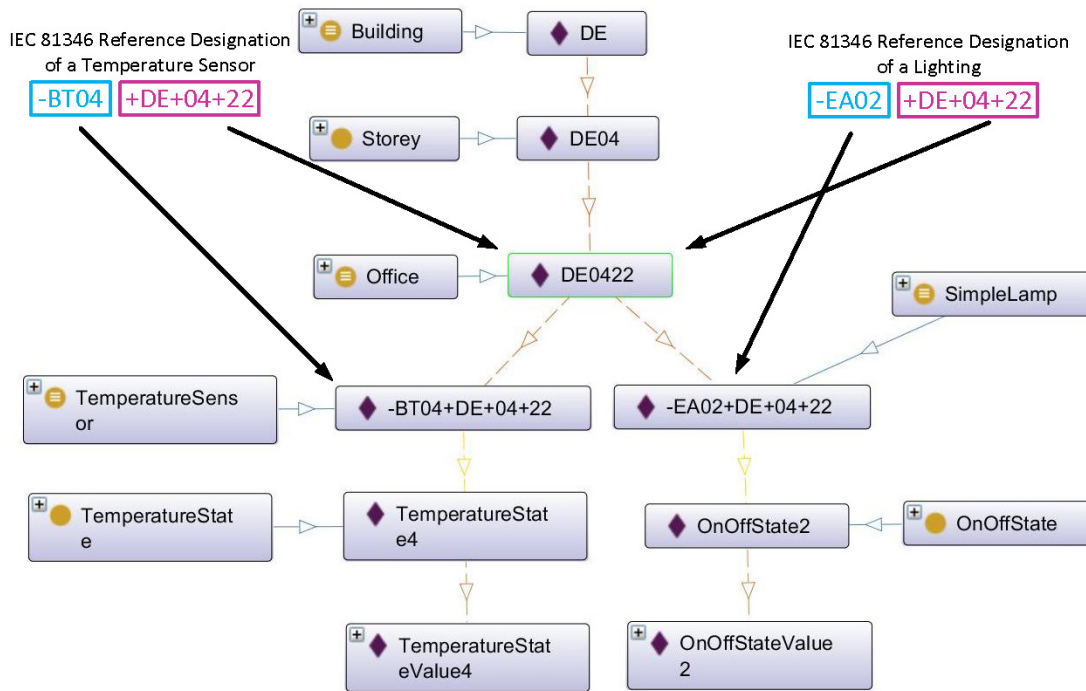 IEC 81346 Reference Designation
of a Temperature Sensor
-BT04 +DE+04+22
IEC 81346 Reference Designation
of a Lighting
-EA02 +DE+04+22
Building
DE
Storey
DE04
Office
DE0422
SimpleLamp
TemperatureSens
or
-BT04+DE+04+22
-EA02+DE+04+22
TemperatureStat
e
TemperatureStat
e4
OnOffState2
OnOffState
TemperatureStat
eValue4
OnOffStateValue
2